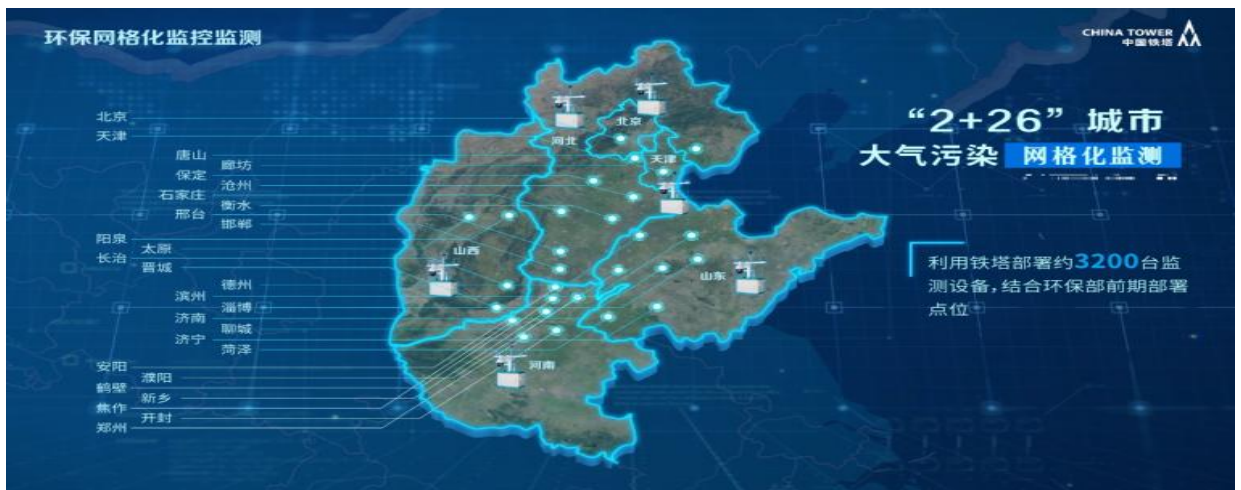 环保网格化监控监测
CHINA TOWER
中国铁塔
“2+26”城市
大气污染 网格化监测
利用铁塔部署约3200台监
测设备，结合环保部前期部署
点位
北京
天津
唐山
廊坊
保定
沧州
石家庄
衡水
邢台
邯郸
阳泉
太原
长治
晋城
德州
滨州
淄博
济南
聊城
济宁
菏泽
安阳
濮阳
鹤壁
新乡
焦作
开封
郑州
北京
河北
天津
山西
山东
河南